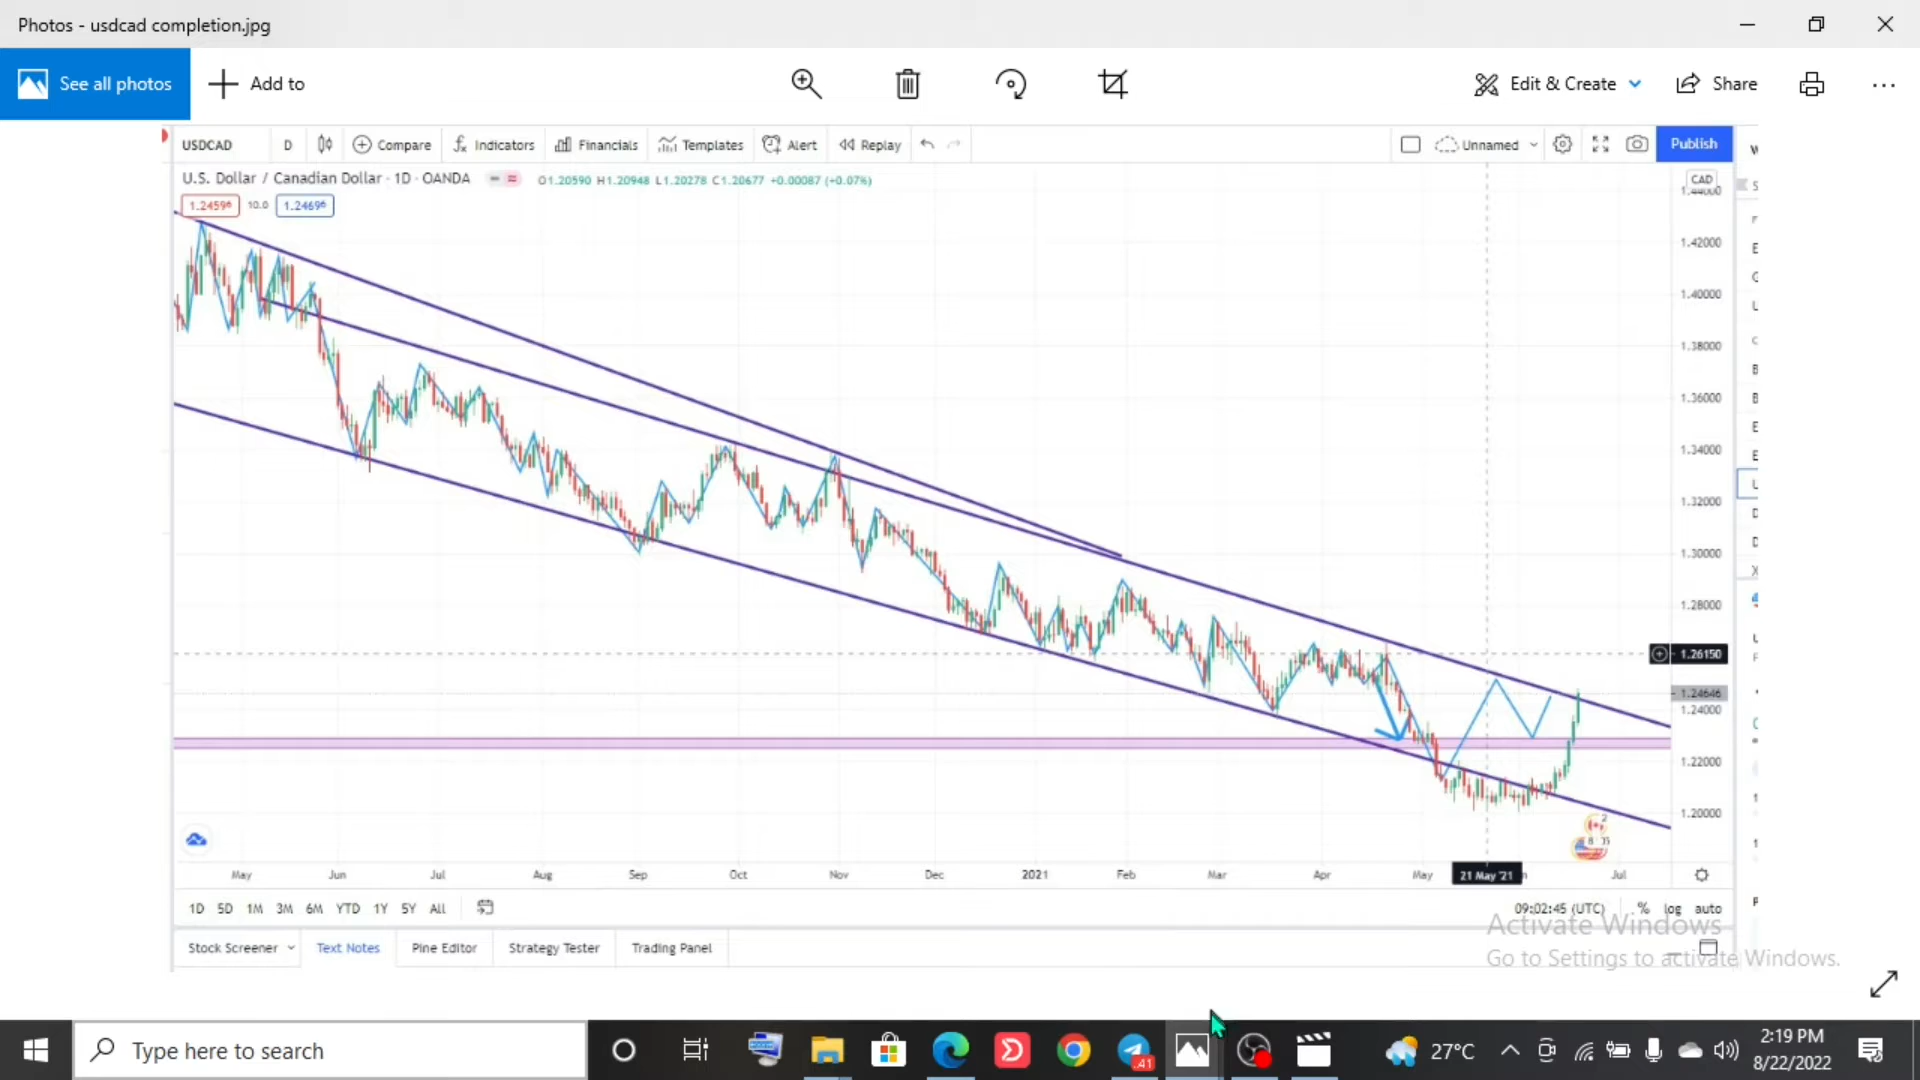 Photos - usdcad completion.jpg
See all photos
Add to
Edit & Create
Share
USDCAD D Compare Indicators Financials Templates Alert Replay Unnamed Publish
U.S. Dollar / Canadian Dollar · 1D · OANDA O1.20590 H1.20948 L1.20278 C1.20677 +0.00087 (+0.07%)
CAD
1.44000
1.24596 10.0 1.24696
1.42000
1.40000
1.38000
1.36000
1.34000
1.32000
1.30000
1.28000
1.26150
1.24646
1.24000
1.22000
1.20000
May Jun Jul Aug Sep Oct Nov Dec 2021 Feb Mar Apr May 21 May '21 Jul
1D 5D 1M 3M 6M YTD 1Y 5Y All 09:02:45 (UTC) % log auto
Activate Windows
Stock Screener Text Notes Pine Editor Strategy Tester Trading Panel
Go to Settings to activate Windows.
Type here to search
41
27°C
2:19 PM
8/22/2022